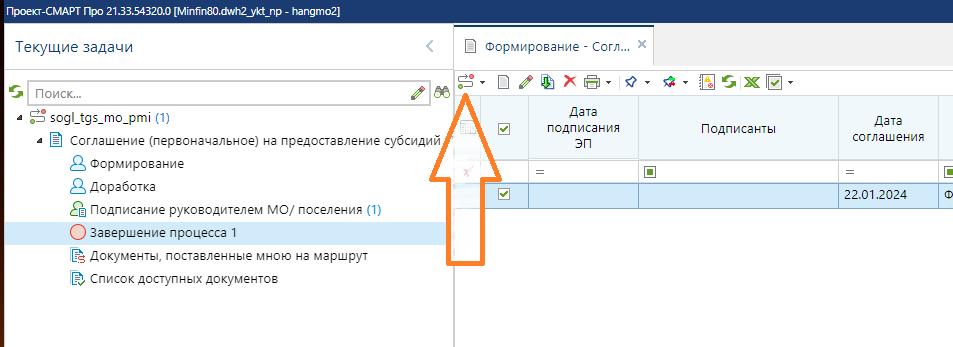 Проект-СМАРТ Про 21.33.54320.0 [Minfin80.dwh2_ykt_np - hangmo2]
Текущие задачи
Поиск...
sogl_tgs_mo_pmi (1)
Соглашение (первоначальное) на предоставление субсидий
Формирование
Доработка
Подписание руководителем МО/ поселения (1)
Завершение процесса 1
Документы, поставленные мною на маршрут
Список доступных документов
Формирование - Согл...
Дата подписания ЭП
Подписанты
Дата соглашения
=
=
22.01.2024
Ф